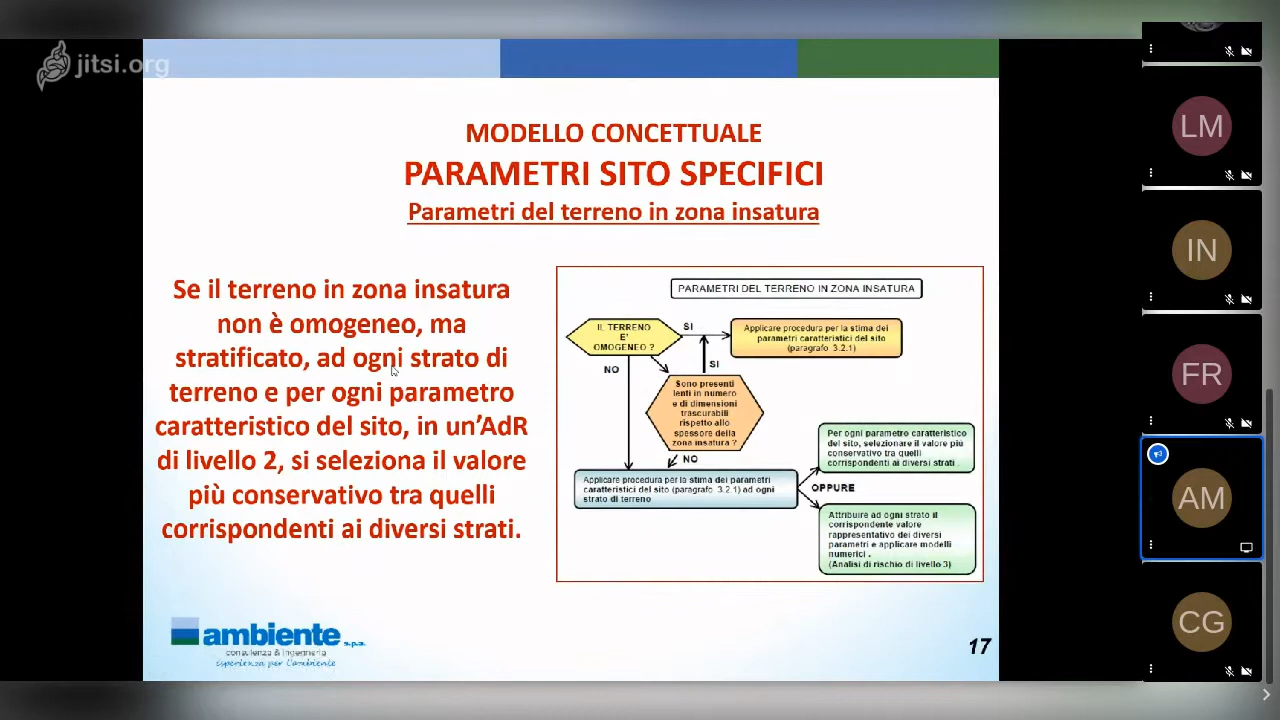 jitsi.org
MODELLO CONCETTUALE
PARAMETRI SITO SPECIFICI
Parametri del terreno in zona insatura
Se il terreno in zona insatura
non è omogeneo, ma
stratificato, ad ogni strato di
terreno e per ogni parametro
caratteristico del sito, in un’AdR
di livello 2, si seleziona il valore
più conservativo tra quelli
corrispondenti ai diversi strati.
PARAMETRI DEL TERRENO IN ZONA INSATURA
IL TERRENO
E'
OMOGENEO ?
SI
Applicare procedura per la stima dei
parametri caratteristici del sito
(paragrafo 3.2.1)
NO
SI
Sono presenti
lenti in numero
e di dimensioni
trascurabili
rispetto allo
spessore della
zona insatura ?
NO
Applicare procedura per la stima dei parametri
caratteristici del sito (paragrafo 3.2.1) ad ogni
strato di terreno
Per ogni parametro caratteristico
del sito, selezionare il valore più
conservativo tra quelli
corrispondenti ai diversi strati .
OPPURE
Attribuire ad ogni strato il
corrispondente valore
rappresentativo dei diversi
parametri e applicare modelli
numerici .
(Analisi di rischio di livello 3)
ambiente s.p.a.
consulenza & ingegneria
esperienza per l'ambiente
17
LM
IN
FR
AM
CG